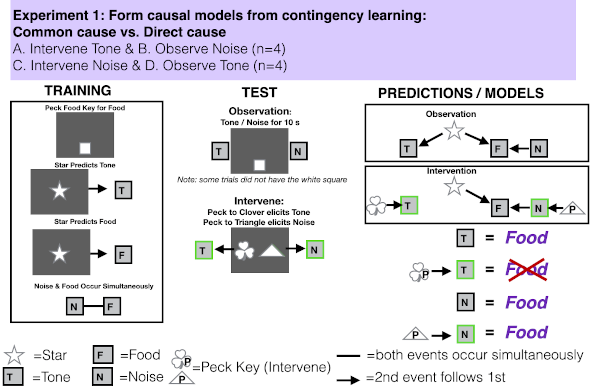 Experiment 1: Form causal models from contingency learning:
Common cause vs. Direct cause
A. Intervene Tone & B. Observe Noise (n=4)
C. Intervene Noise & D. Observe Tone (n=4)
TRAINING
Peck Food Key for Food
Star Predicts Tone
T
Star Predicts Food
F
Noise & Food Occur Simultaneously
N F
TEST
Observation:
Tone / Noise for 10 s
T N
Note: some trials did not have the white square
Intervene:
Peck to Clover elicits Tone
Peck to Triangle elicits Noise
T N
PREDICTIONS / MODELS
Observation
T F N
Intervention
P T F N P
T = Food
P T = Food
N = Food
P N = Food
=Star F =Food P =Peck Key (Intervene) =both events occur simultaneously
T =Tone N =Noise P =2nd event follows 1st